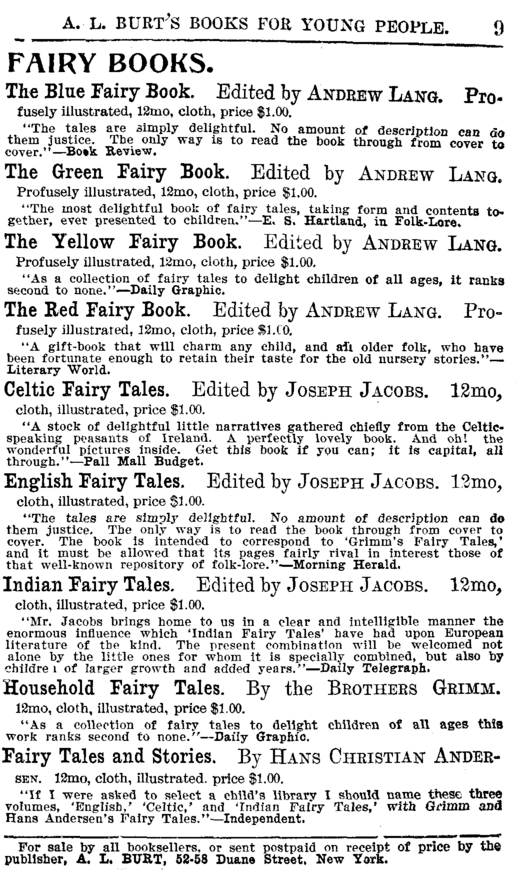 A. L. BURT'S BOOKS FOR YOUNG PEOPLE. 9
FAIRY BOOKS.
The Blue Fairy Book. Edited by ANDREW LANG. Pro-
fusely illustrated, 12mo, cloth, price $1.00.
"The tales are simply delightful. No amount of description can do
them justice. The only way is to read the book through from cover to
cover."—Book Review.
The Green Fairy Book. Edited by ANDREW LANG.
Profusely illustrated, 12mo, cloth, price $1.00.
"The most delightful book of fairy tales, taking form and contents to-
gether, ever presented to children."—E. S. Hartland, in Folk-Lore.
The Yellow Fairy Book. Edited by ANDREW LANG.
Profusely illustrated, 12mo, cloth, price $1.00.
"As a collection of fairy tales to delight children of all ages, it ranks
second to none."—Daily Graphic.
The Red Fairy Book. Edited by ANDREW LANG. Pro-
fusely illustrated, 12mo, cloth, price $1.00.
"A gift-book that will charm any child, and all older folk, who have
been fortunate enough to retain their taste for the old nursery stories."—
Literary World.
Celtic Fairy Tales. Edited by JOSEPH JACOBS. 12mo,
cloth, illustrated, price $1.00.
"A stock of delightful little narratives gathered chiefly from the Celtic-
speaking peasants of Ireland. A perfectly lovely book. And oh! the
wonderful pictures inside. Get this book if you can; it is capital, all
through."—Pall Mall Budget.
English Fairy Tales. Edited by JOSEPH JACOBS. 12mo,
cloth, illustrated, price $1.00.
"The tales are simply delightful. No amount of description can do
them justice. The only way is to read the book through from cover to
cover. The book is intended to correspond to 'Grimm's Fairy Tales,'
and it must be allowed that its pages fairly rival in interest those of
that well-known repository of folk-lore."—Morning Herald.
Indian Fairy Tales. Edited by JOSEPH JACOBS. 12mo,
cloth, illustrated, price $1.00.
"Mr. Jacobs brings home to us in a clear and intelligible manner the
enormous influence which 'Indian Fairy Tales' have had upon European
literature of the kind. The present combination will be welcomed not
alone by the little ones for whom it is specially combined, but also by
children of larger growth and added years."—Daily Telegraph.
Household Fairy Tales. By the BROTHERS GRIMM.
12mo, cloth, illustrated, price $1.00.
"As a collection of fairy tales to delight children of all ages this
work ranks second to none."—Daily Graphic.
Fairy Tales and Stories. By HANS CHRISTIAN ANDER-
SEN. 12mo, cloth, illustrated. price $1.00.
"If I were asked to select a child's library I should name these three
volumes, 'English,' 'Celtic,' and 'Indian Fairy Tales,' with Grimm and
Hans Andersen's Fairy Tales."—Independent.
For sale by all booksellers, or sent postpaid on receipt of price by the
publisher, A. L. BURT, 52-58 Duane Street, New York.